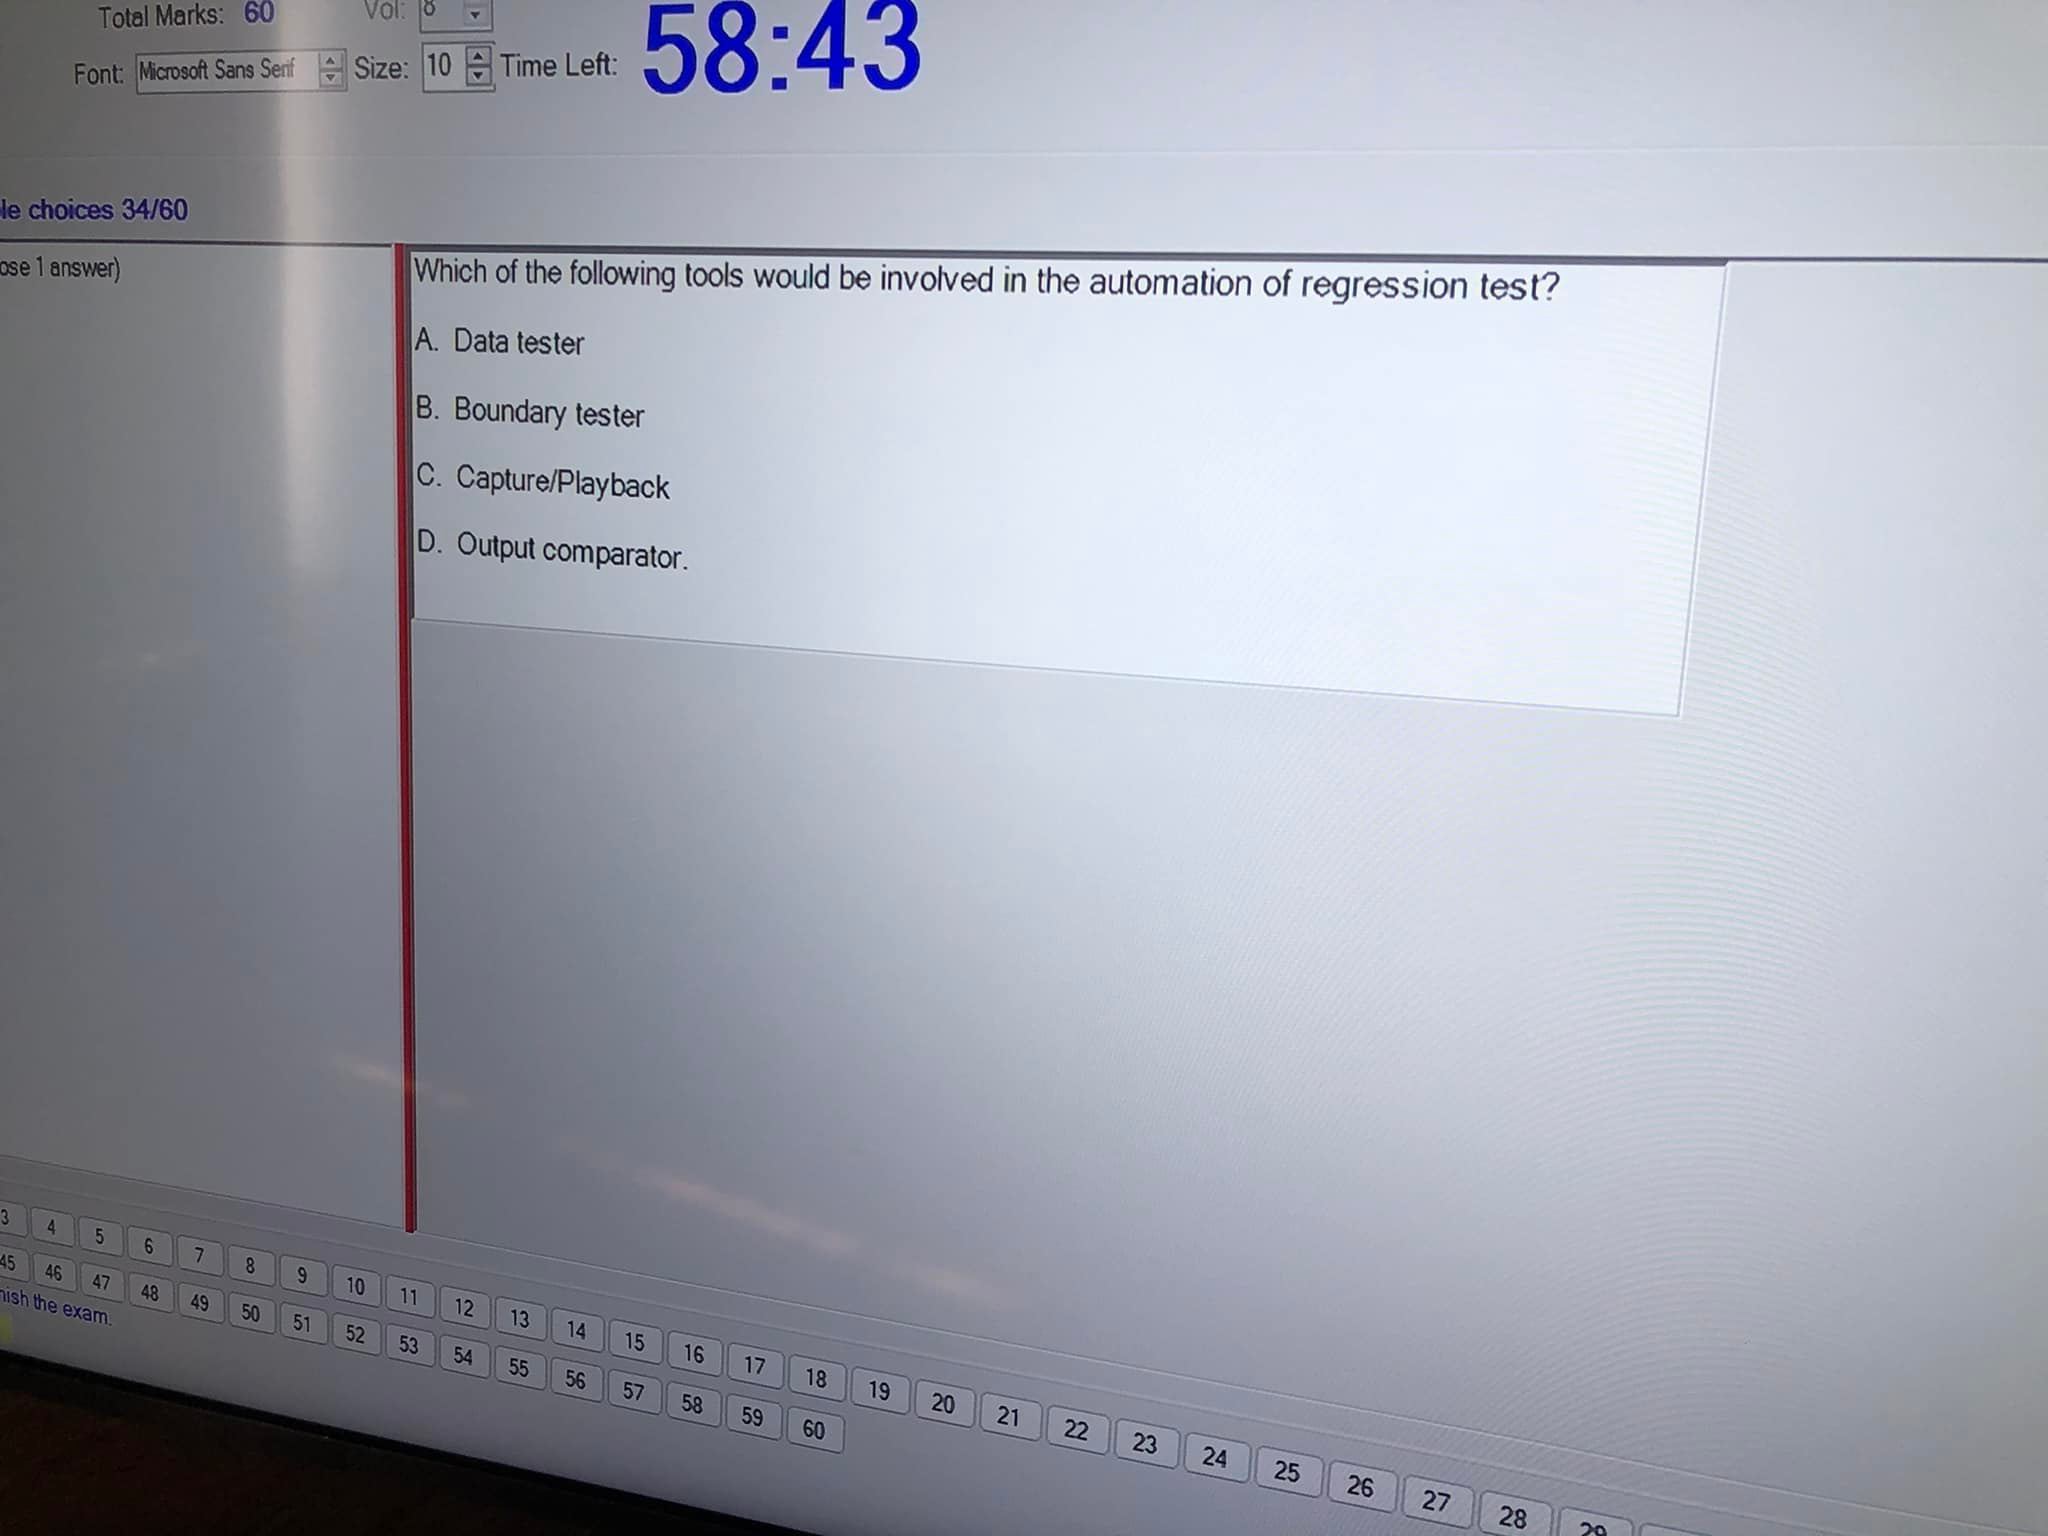 Total Marks: 60 Vol: 8
Font: Microsoft Sans Serif Size: 10 Time Left: 58:43
le choices 34/60
ose 1 answer)
Which of the following tools would be involved in the automation of regression test?
A. Data tester
B. Boundary tester
C. Capture/Playback
D. Output comparator.
3 4 5 6 7 8 9 10 11 12 13 14 15 16 17 18 19 20 21 22 23 24 25 26 27 28 29
45 46 47 48 49 50 51 52 53 54 55 56 57 58 59 60
nish the exam.